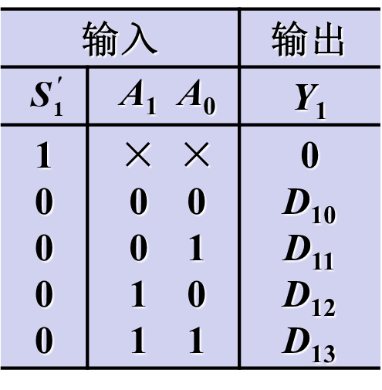 输入 输出
S₁′ A₁ A₀ Y₁
1 × × 0
0 0 0 D₁₀
0 0 1 D₁₁
0 1 0 D₁₂
0 1 1 D₁₃